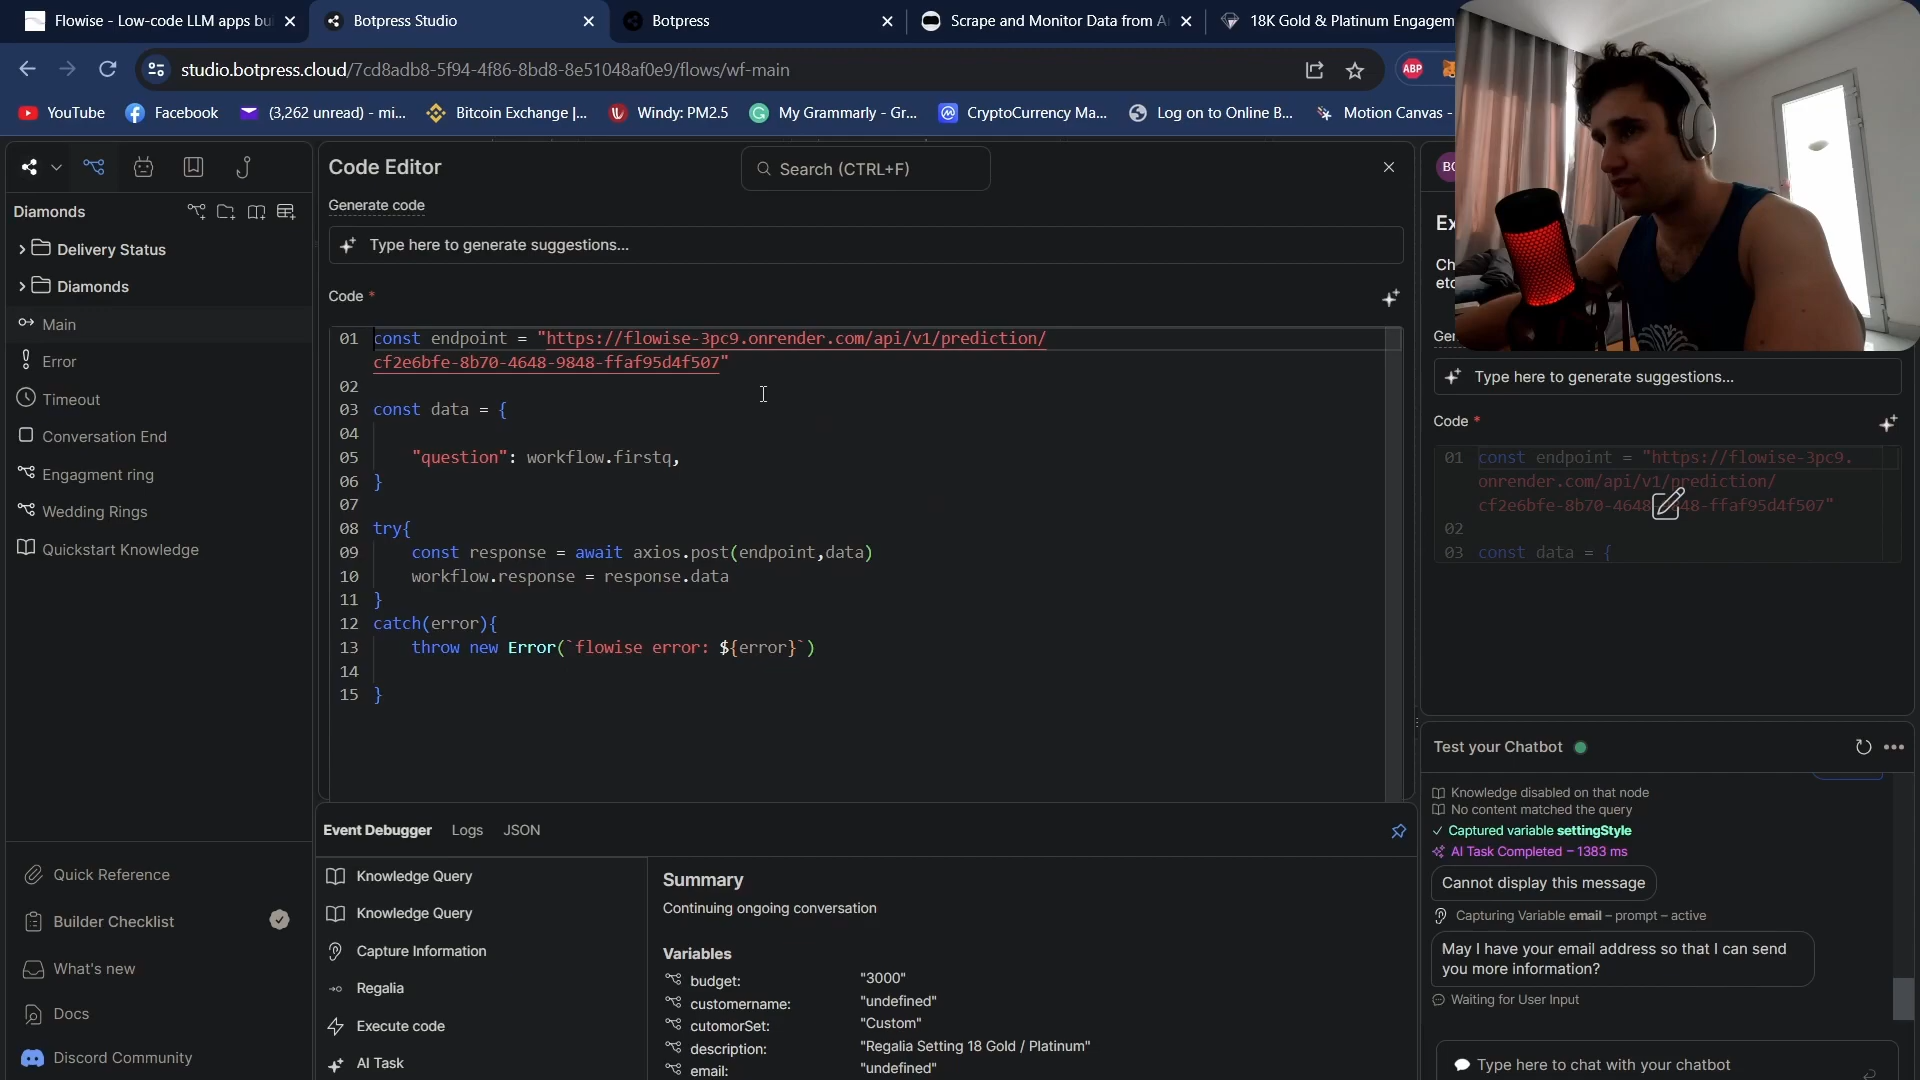 Flowise - Low-code LLM apps bu
Botpress Studio
Botpress
Scrape and Monitor Data from A
18K Gold & Platinum Engagem
studio.botpress.cloud/7cd8adb8-5f94-4f86-8bd8-8e51048af0e9/flows/wf-main
ABP
YouTube
Facebook
(3,262 unread) - mi...
Bitcoin Exchange |...
Windy: PM2.5
My Grammarly - Gr...
CryptoCurrency Ma...
Log on to Online B...
Motion Canvas -
Diamonds
Delivery Status
Diamonds
Main
Error
Timeout
Conversation End
Engagment ring
Wedding Rings
Quickstart Knowledge
Quick Reference
Builder Checklist
What's new
Docs
Discord Community
Code Editor
Search (CTRL+F)
Generate code
Type here to generate suggestions...
Code *
01 const endpoint = "https://flowise-3pc9.onrender.com/api/v1/prediction/
cf2e6bfe-8b70-4648-9848-ffaf95d4f507"
02
03 const data = {
04
05 "question": workflow.firstq,
06 }
07
08 try{
09 const response = await axios.post(endpoint,data)
10 workflow.response = response.data
11 }
12 catch(error){
13 throw new Error(`flowise error: ${error}`)
14
15 }
Event Debugger
Logs
JSON
Knowledge Query
Knowledge Query
Capture Information
Regalia
Execute code
AI Task
Summary
Continuing ongoing conversation
Variables
budget: "3000"
customername: "undefined"
cutomorSet: "Custom"
description: "Regalia Setting 18 Gold / Platinum"
email: "undefined"
BO
Ex
Ch
etc
Gen
Type here to generate suggestions...
Code *
01 const endpoint = "https://flowise-3pc9.
onrender.com/api/v1/prediction/
cf2e6bfe-8b70-4648-9848-ffaf95d4f507"
02
03 const data = {
Test your Chatbot
Knowledge disabled on that node
No content matched the query
Captured variable settingStyle
AI Task Completed – 1383 ms
Cannot display this message
Capturing Variable email – prompt – active
May I have your email address so that I can send
you more information?
Waiting for User Input
Type here to chat with your chatbot